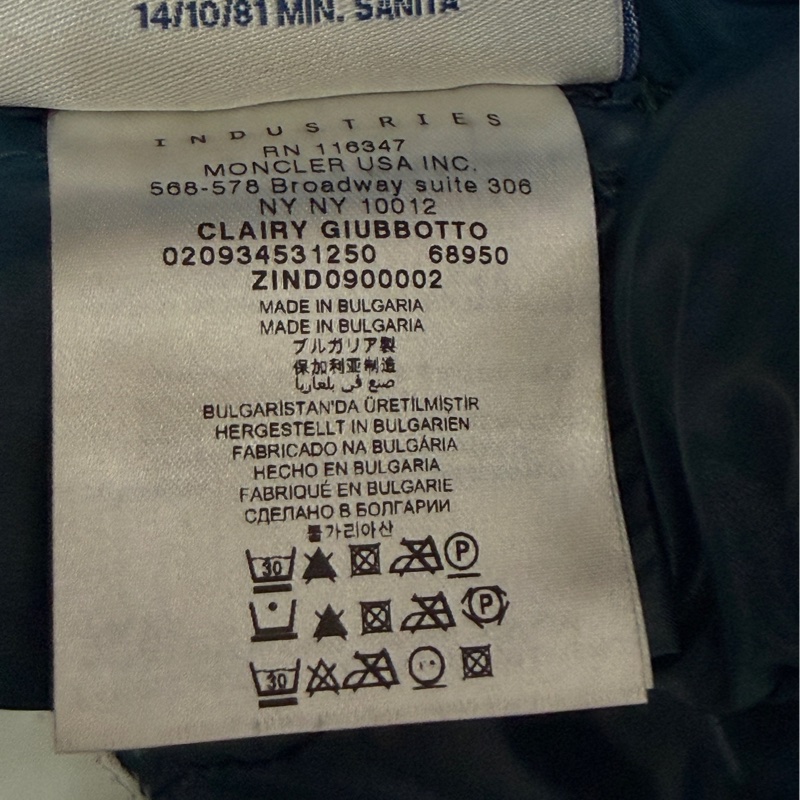 14/10/81 MIN. SANITA
INDUSTRIES
RN 116347
MONCLER USA INC.
568-578 Broadway suite 306
NY NY 10012
CLAIRY GIUBBOTTO
020934531250 68950
ZIND0900002
MADE IN BULGARIA
MADE IN BULGARIA
ブルガリア製
保加利亚制造
صنع في بلغاريا
BULGARISTAN'DA ÜRETİLMİŞTİR
HERGESTELLT IN BULGARIEN
FABRICADO NA BULGÁRIA
HECHO EN BULGARIA
FABRIQUÉ EN BULGARIE
СДЕЛАНО В БОЛГАРИИ
불가리아산
30 P
P
30